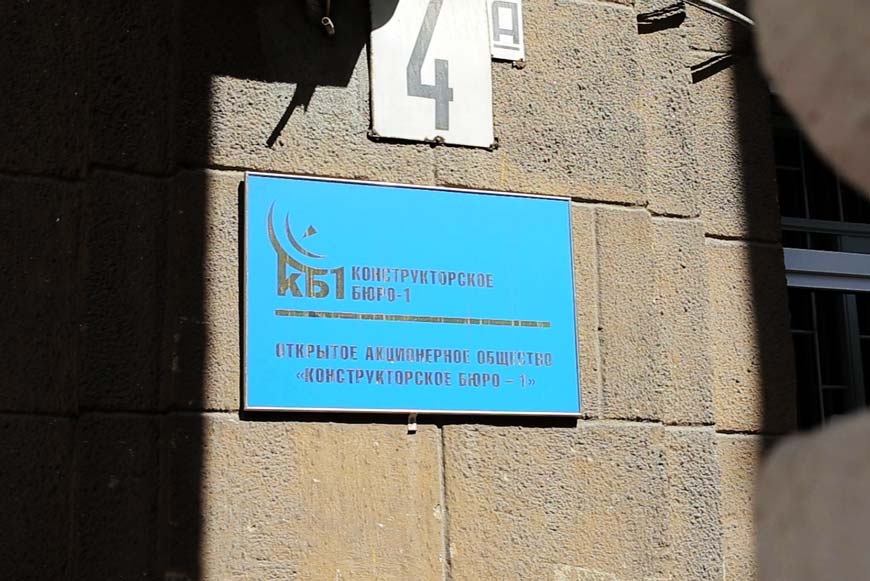 4
А
КБ1
КОНСТРУКТОРСКОЕ
БЮРО-1
ОТКРЫТОЕ АКЦИОНЕРНОЕ ОБЩЕСТВО
«КОНСТРУКТОРСКОЕ БЮРО – 1»